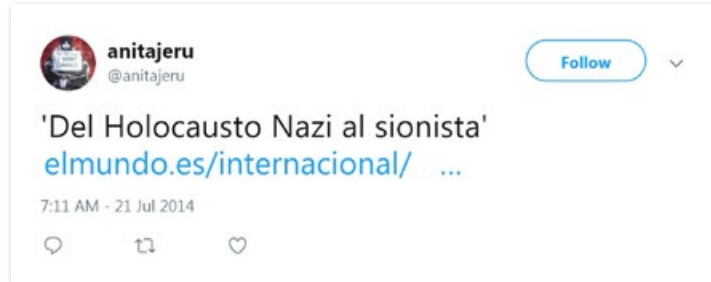 anitajeru
@anitajeru
Follow
'Del Holocausto Nazi al sionista'
elmundo.es/internacional/ ...
7:11 AM - 21 Jul 2014